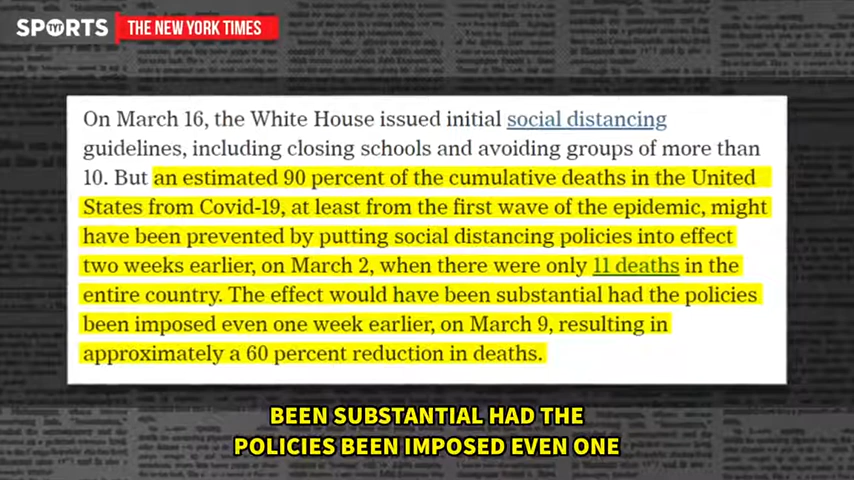 SPORTS
THE NEW YORK TIMES
On March 16, the White House issued initial social distancing
guidelines, including closing schools and avoiding groups of more than
10. But an estimated 90 percent of the cumulative deaths in the United
States from Covid-19, at least from the first wave of the epidemic, might
have been prevented by putting social distancing policies into effect
two weeks earlier, on March 2, when there were only 11 deaths in the
entire country. The effect would have been substantial had the policies
been imposed even one week earlier, on March 9, resulting in
approximately a 60 percent reduction in deaths.
BEEN SUBSTANTIAL HAD THE
POLICIES BEEN IMPOSED EVEN ONE